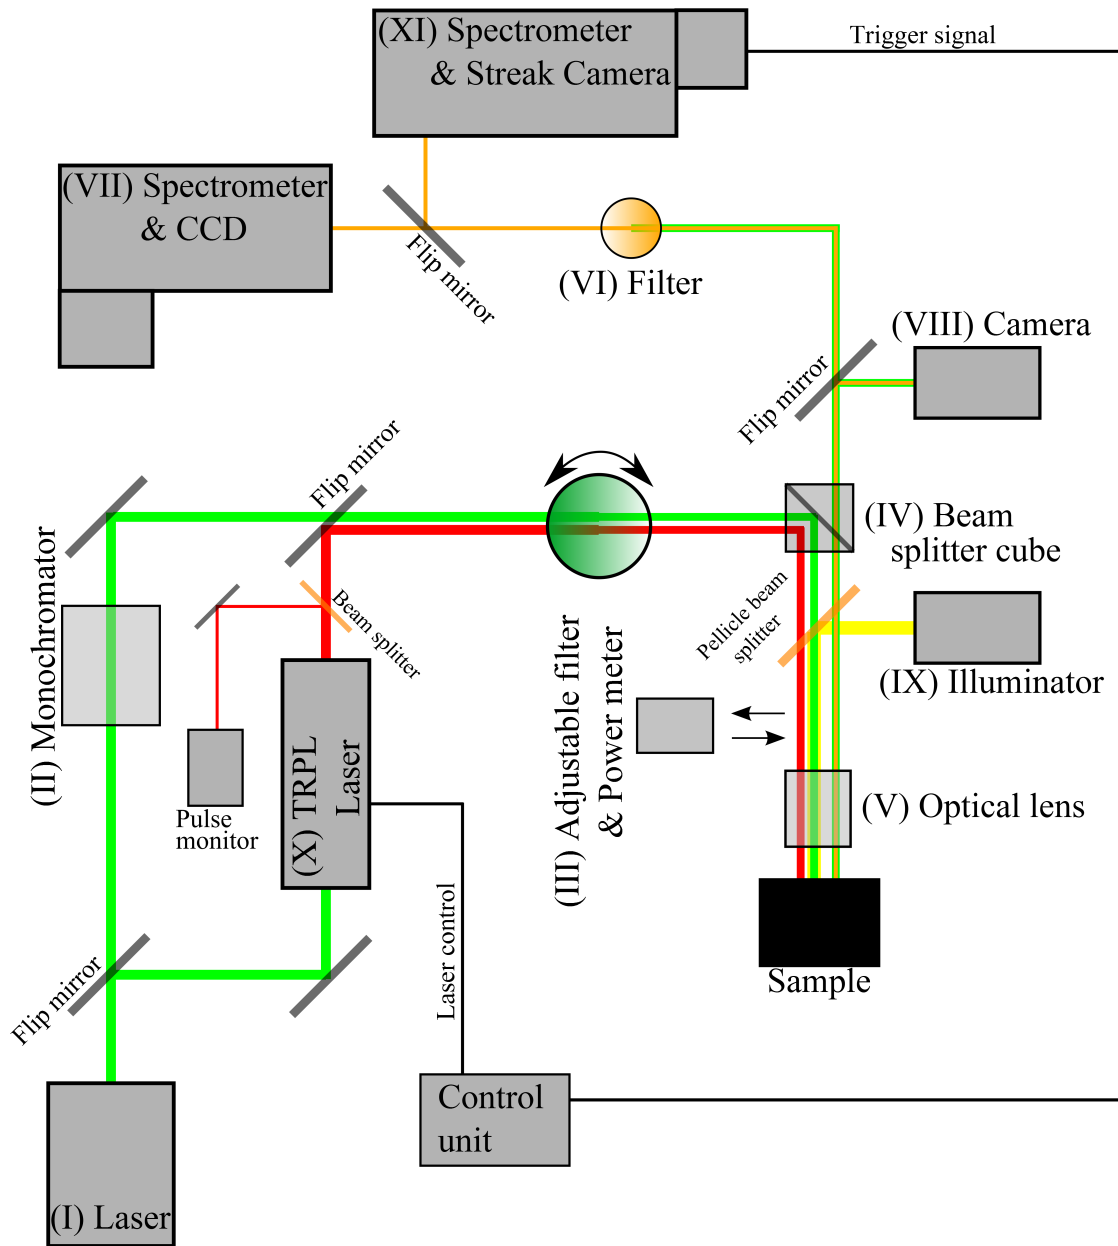 (XI) Spectrometer
& Streak Camera
Trigger signal
(VII) Spectrometer
& CCD
Flip mirror
(VI) Filter
(VIII) Camera
Flip mirror
Flip mirror
(IV) Beam
splitter cube
(II) Monochromator
Beam splitter
Pellicle beam
splitter
(IX) Illuminator
(III) Adjustable filter
& Power meter
(X) TRPL
Laser
Pulse
monitor
(V) Optical lens
Sample
Flip mirror
Laser control
Control
unit
(I) Laser